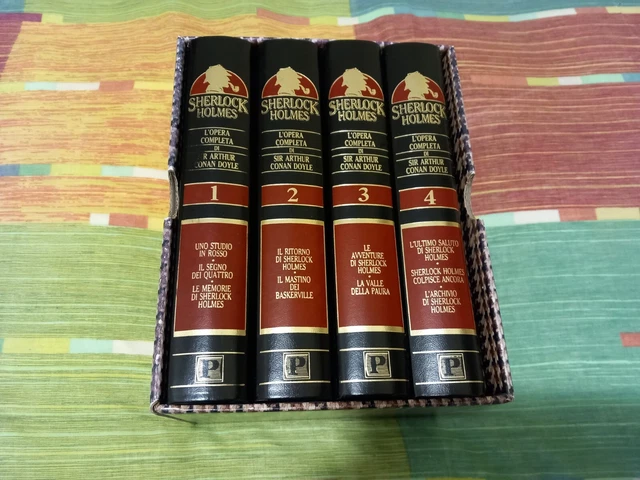 SHERLOCK
HOLMES
L'OPERA
COMPLETA
DI
SIR ARTHUR
CONAN DOYLE
1
UNO STUDIO
IN ROSSO
IL SEGNO
DEI QUATTRO
LE MEMORIE
DI SHERLOCK
HOLMES
P
SHERLOCK
HOLMES
L'OPERA
COMPLETA
DI
SIR ARTHUR
CONAN DOYLE
2
IL RITORNO
DI SHERLOCK
HOLMES
IL MASTINO
DEI
BASKERVILLE
P
SHERLOCK
HOLMES
L'OPERA
COMPLETA
DI
SIR ARTHUR
CONAN DOYLE
3
LE
AVVENTURE
DI SHERLOCK
HOLMES
LA VALLE
DELLA PAURA
P
SHERLOCK
HOLMES
L'OPERA
COMPLETA
DI
SIR ARTHUR
CONAN DOYLE
4
L'ULTIMO SALUTO
DI SHERLOCK
HOLMES
SHERLOCK HOLMES
COLPISCE ANCORA
L'ARCHIVIO
DI SHERLOCK
HOLMES
P